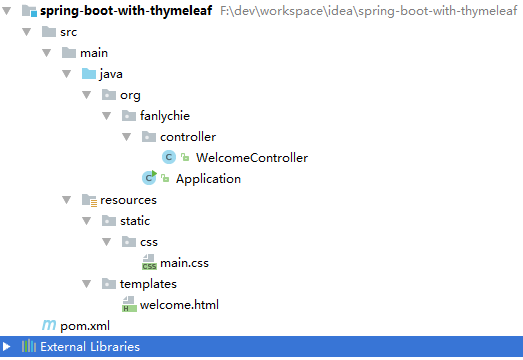 spring-boot-with-thymeleaf F:\dev\workspace\idea\spring-boot-with-thymeleaf
src
main
java
org
fanlychie
controller
WelcomeController
Application
resources
static
css
main.css
templates
welcome.html
pom.xml
External Libraries